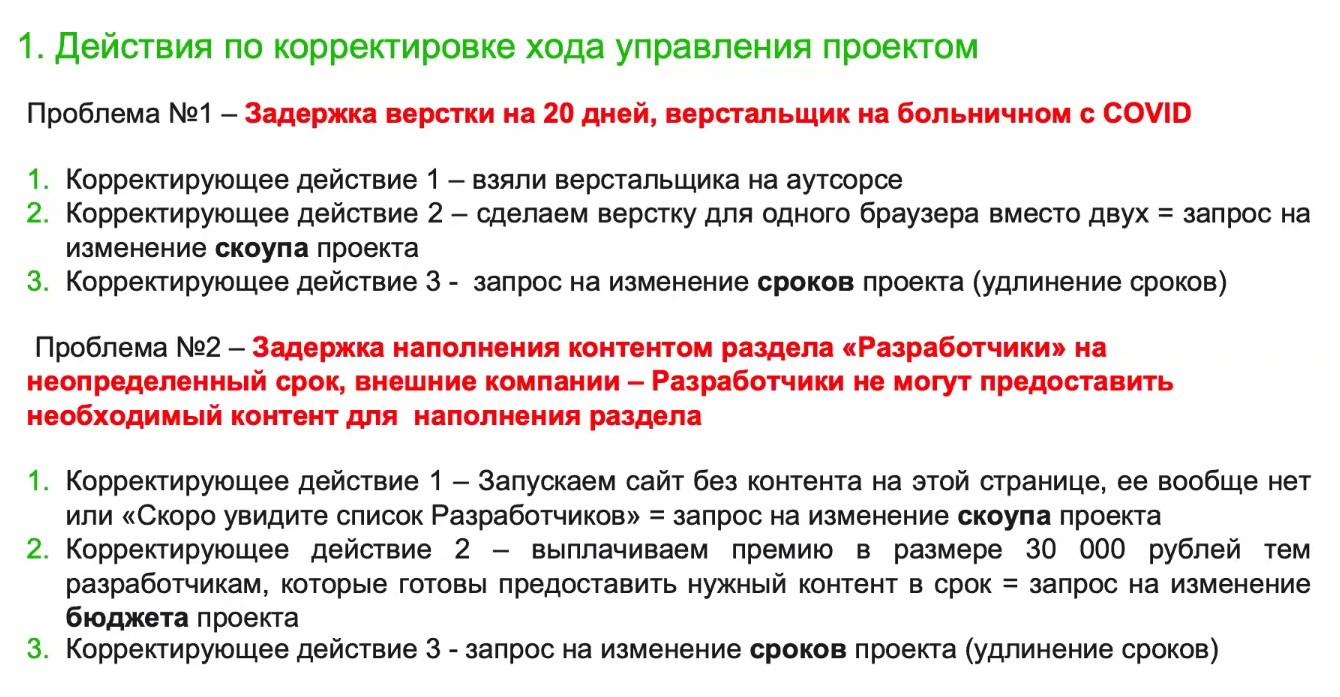 1. Действия по корректировке хода управления проектом
Проблема №1 – Задержка верстки на 20 дней, верстальщик на больничном с COVID
1. Корректирующее действие 1 – взяли верстальщика на аутсорсе
2. Корректирующее действие 2 – сделаем верстку для одного браузера вместо двух = запрос на
изменение скоупа проекта
3. Корректирующее действие 3 - запрос на изменение сроков проекта (удлинение сроков)
Проблема №2 – Задержка наполнения контентом раздела «Разработчики» на
неопределенный срок, внешние компании – Разработчики не могут предоставить
необходимый контент для наполнения раздела
1. Корректирующее действие 1 – Запускаем сайт без контента на этой странице, ее вообще нет
или «Скоро увидите список Разработчиков» = запрос на изменение скоупа проекта
2. Корректирующее действие 2 – выплачиваем премию в размере 30 000 рублей тем
разработчикам, которые готовы предоставить нужный контент в срок = запрос на изменение
бюджета проекта
3. Корректирующее действие 3 - запрос на изменение сроков проекта (удлинение сроков)